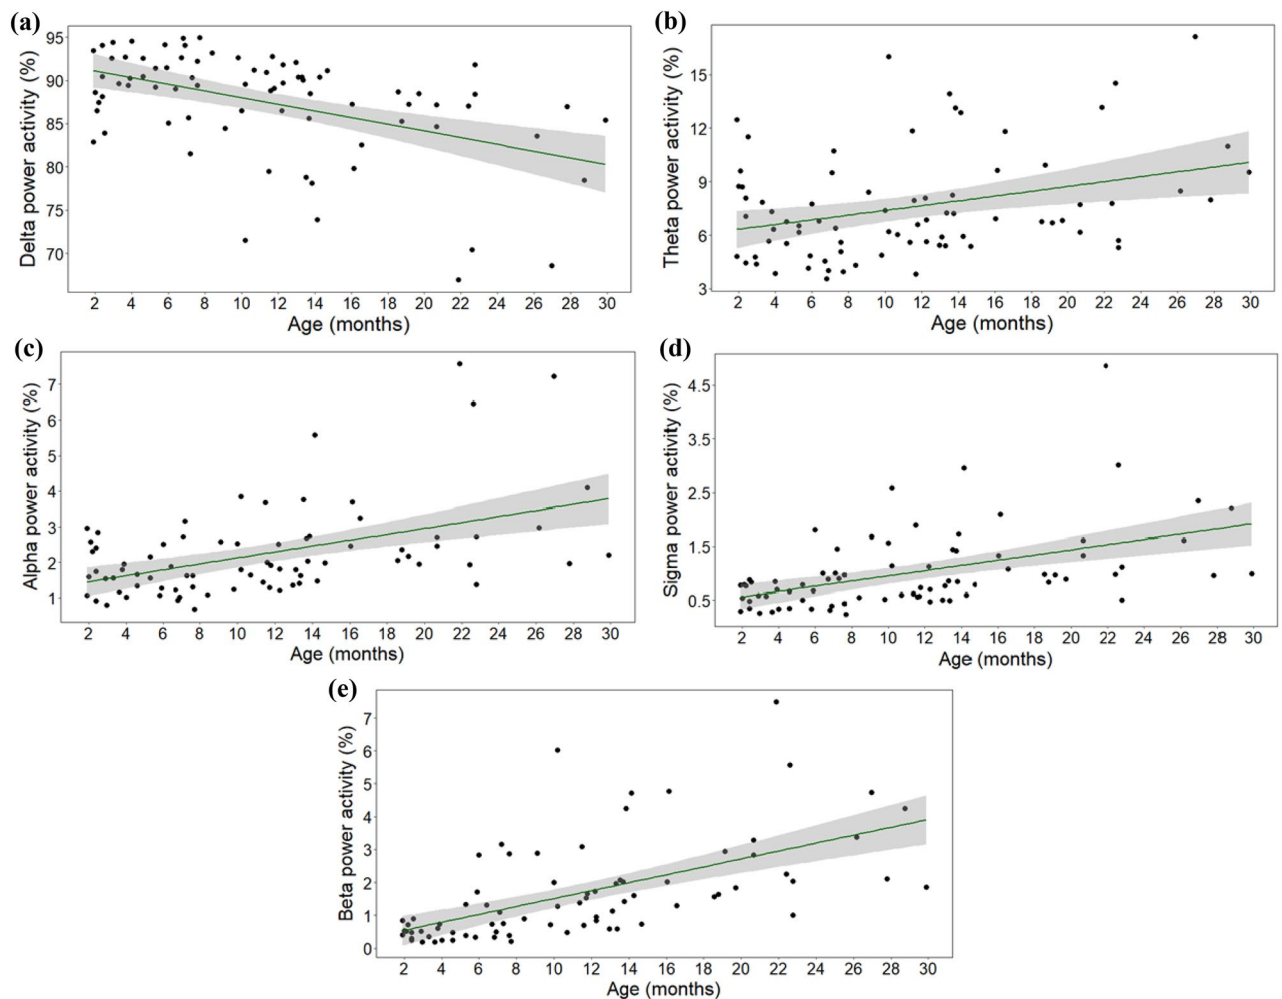 (a)
Delta power activity (%)
95
90
85
80
75
70
2 4 6 8 10 12 14 16 18 20 22 24 26 28 30
Age (months)
(b)
Theta power activity (%)
15
12
9
6
3
2 4 6 8 10 12 14 16 18 20 22 24 26 28 30
Age (months)
(c)
Alpha power activity (%)
7
6
5
4
3
2
1
2 4 6 8 10 12 14 16 18 20 22 24 26 28 30
Age (months)
(d)
Sigma power activity (%)
4.5
3.5
2.5
1.5
0.5
2 4 6 8 10 12 14 16 18 20 22 24 26 28 30
Age (months)
(e)
Beta power activity (%)
7
6
5
4
3
2
1
0
2 4 6 8 10 12 14 16 18 20 22 24 26 28 30
Age (months)